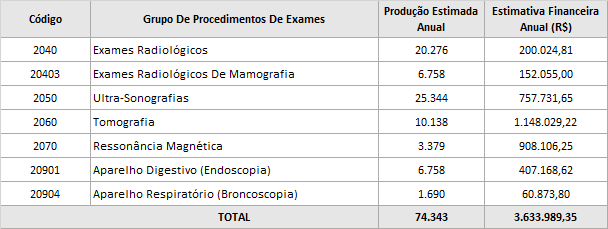 Código Grupo De Procedimentos De Exames Produção Estimada Anual Estimativa Financeira Anual (R$)
2040 Exames Radiológicos 20.276 200.024,81
20403 Exames Radiológicos De Mamografia 6.758 152.055,00
2050 Ultra-Sonografias 25.344 757.731,65
2060 Tomografia 10.138 1.148.029,22
2070 Ressonância Magnética 3.379 908.106,25
20901 Aparelho Digestivo (Endoscopia) 6.758 407.168,62
20904 Aparelho Respiratório (Broncoscopia) 1.690 60.873,80
TOTAL 74.343 3.633.989,35